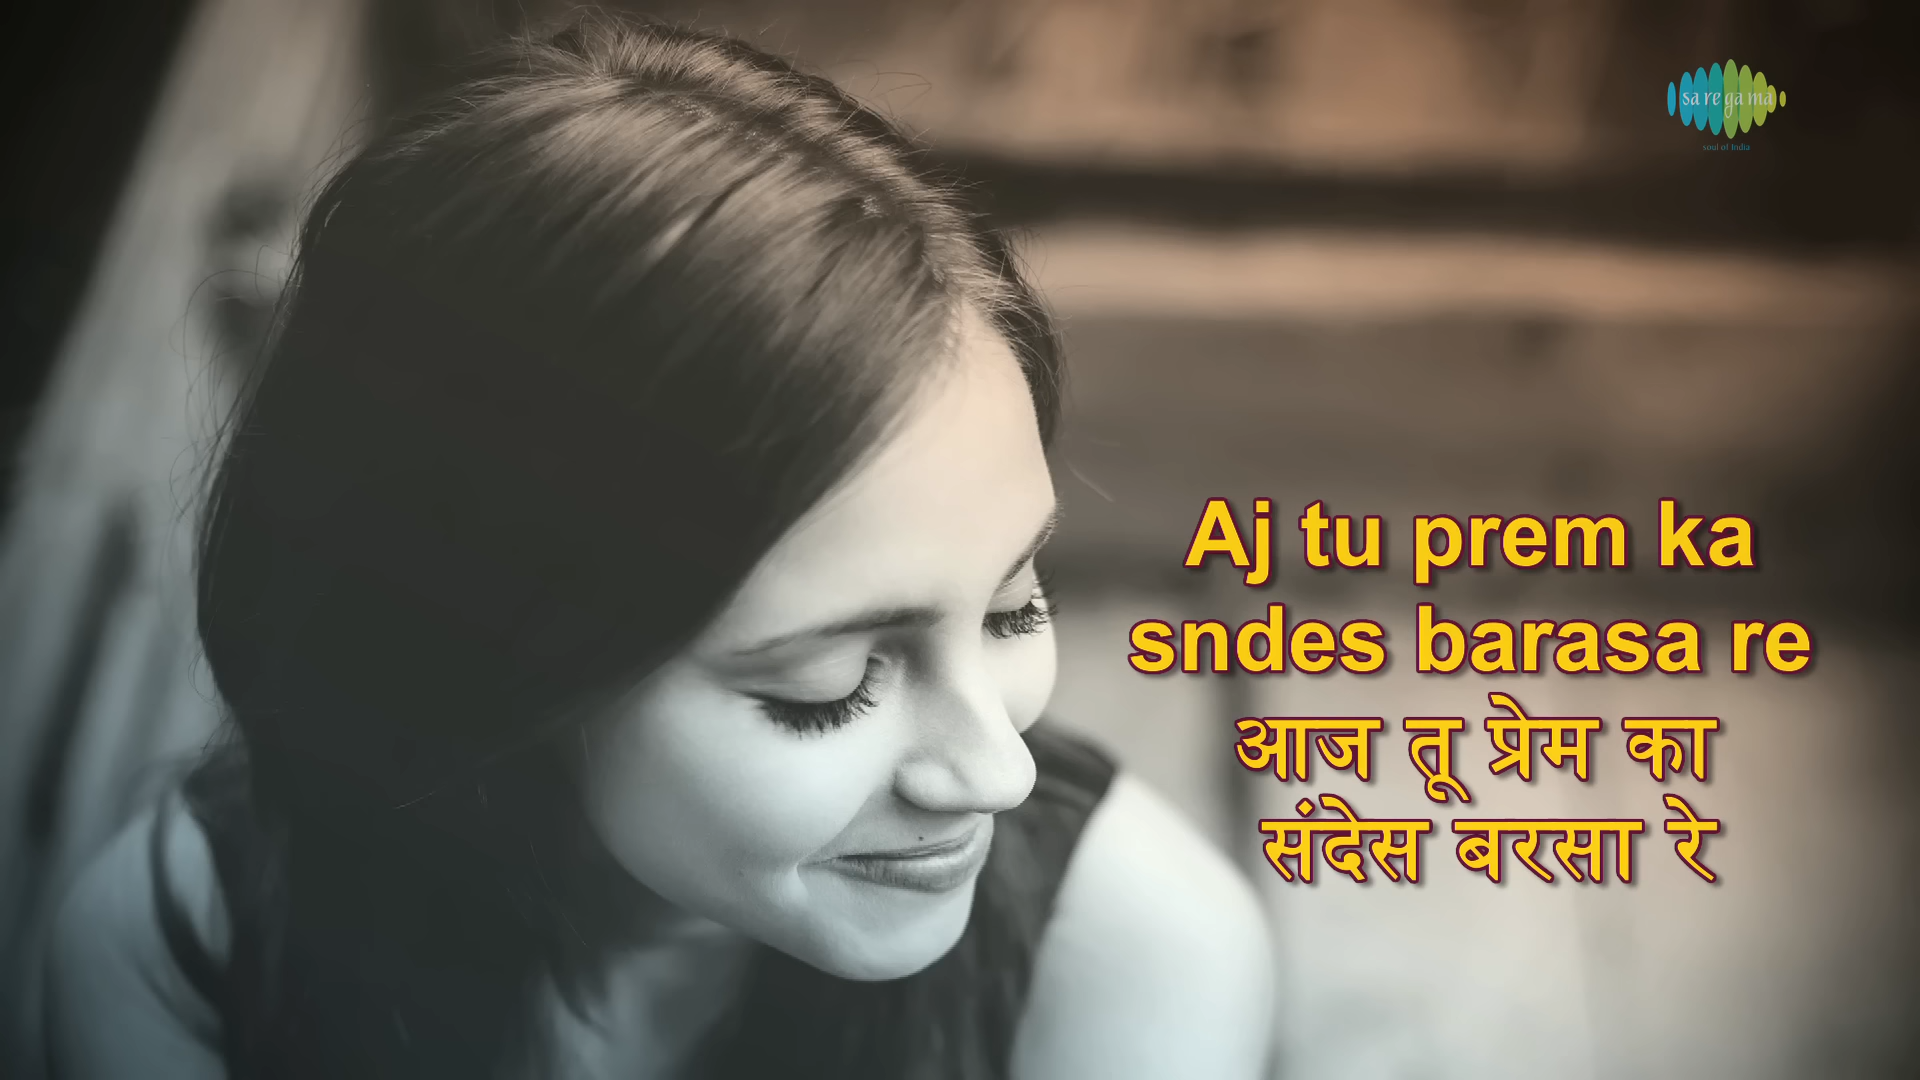 sa re ga ma
soul of India
Aj tu prem ka
sndes barasa re
आज तू प्रेम का
संदेस बरसा रे